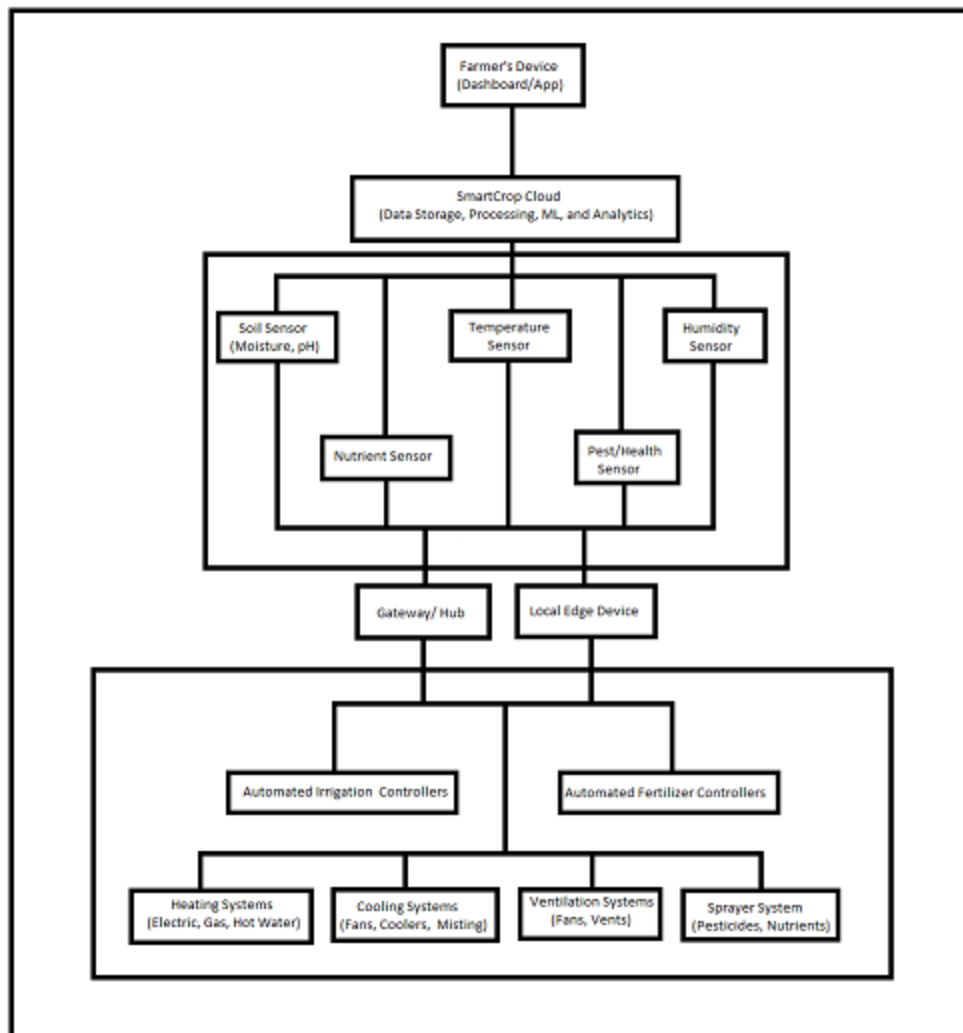 Farmer's Device
(Dashboard/App)
SmartCrop Cloud
(Data Storage, Processing, ML, and Analytics)
Soil Sensor
(Moisture, pH)
Temperature
Sensor
Humidity
Sensor
Nutrient Sensor
Pest/Health
Sensor
Gateway/ Hub
Local Edge Device
Automated Irrigation Controllers
Automated Fertilizer Controllers
Heating Systems
(Electric, Gas, Hot Water)
Cooling Systems
(Fans, Coolers, Misting)
Ventilation Systems
(Fans, Vents)
Sprayer System
(Pesticides, Nutrients)